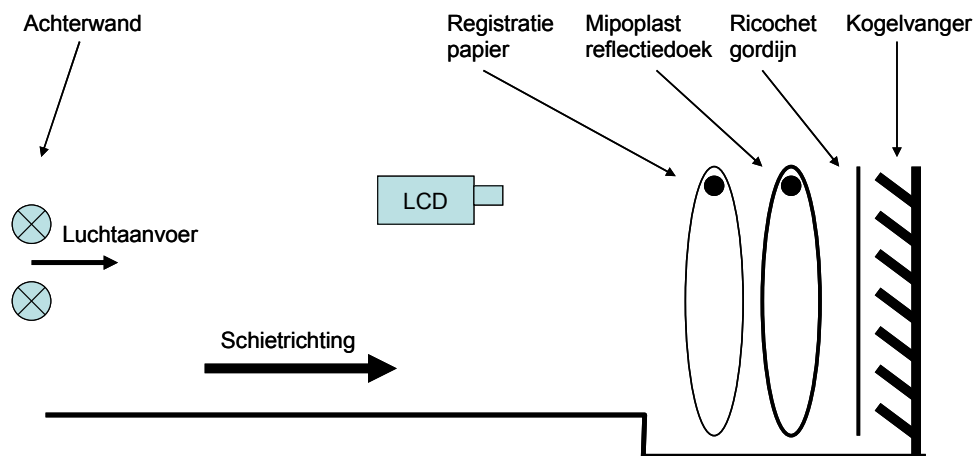 Achterwand
Registratie
papier
Mipoplast
reflectiedoek
Ricochet
gordijn
Kogelvanger
LCD
Luchtaanvoer
Schietrichting